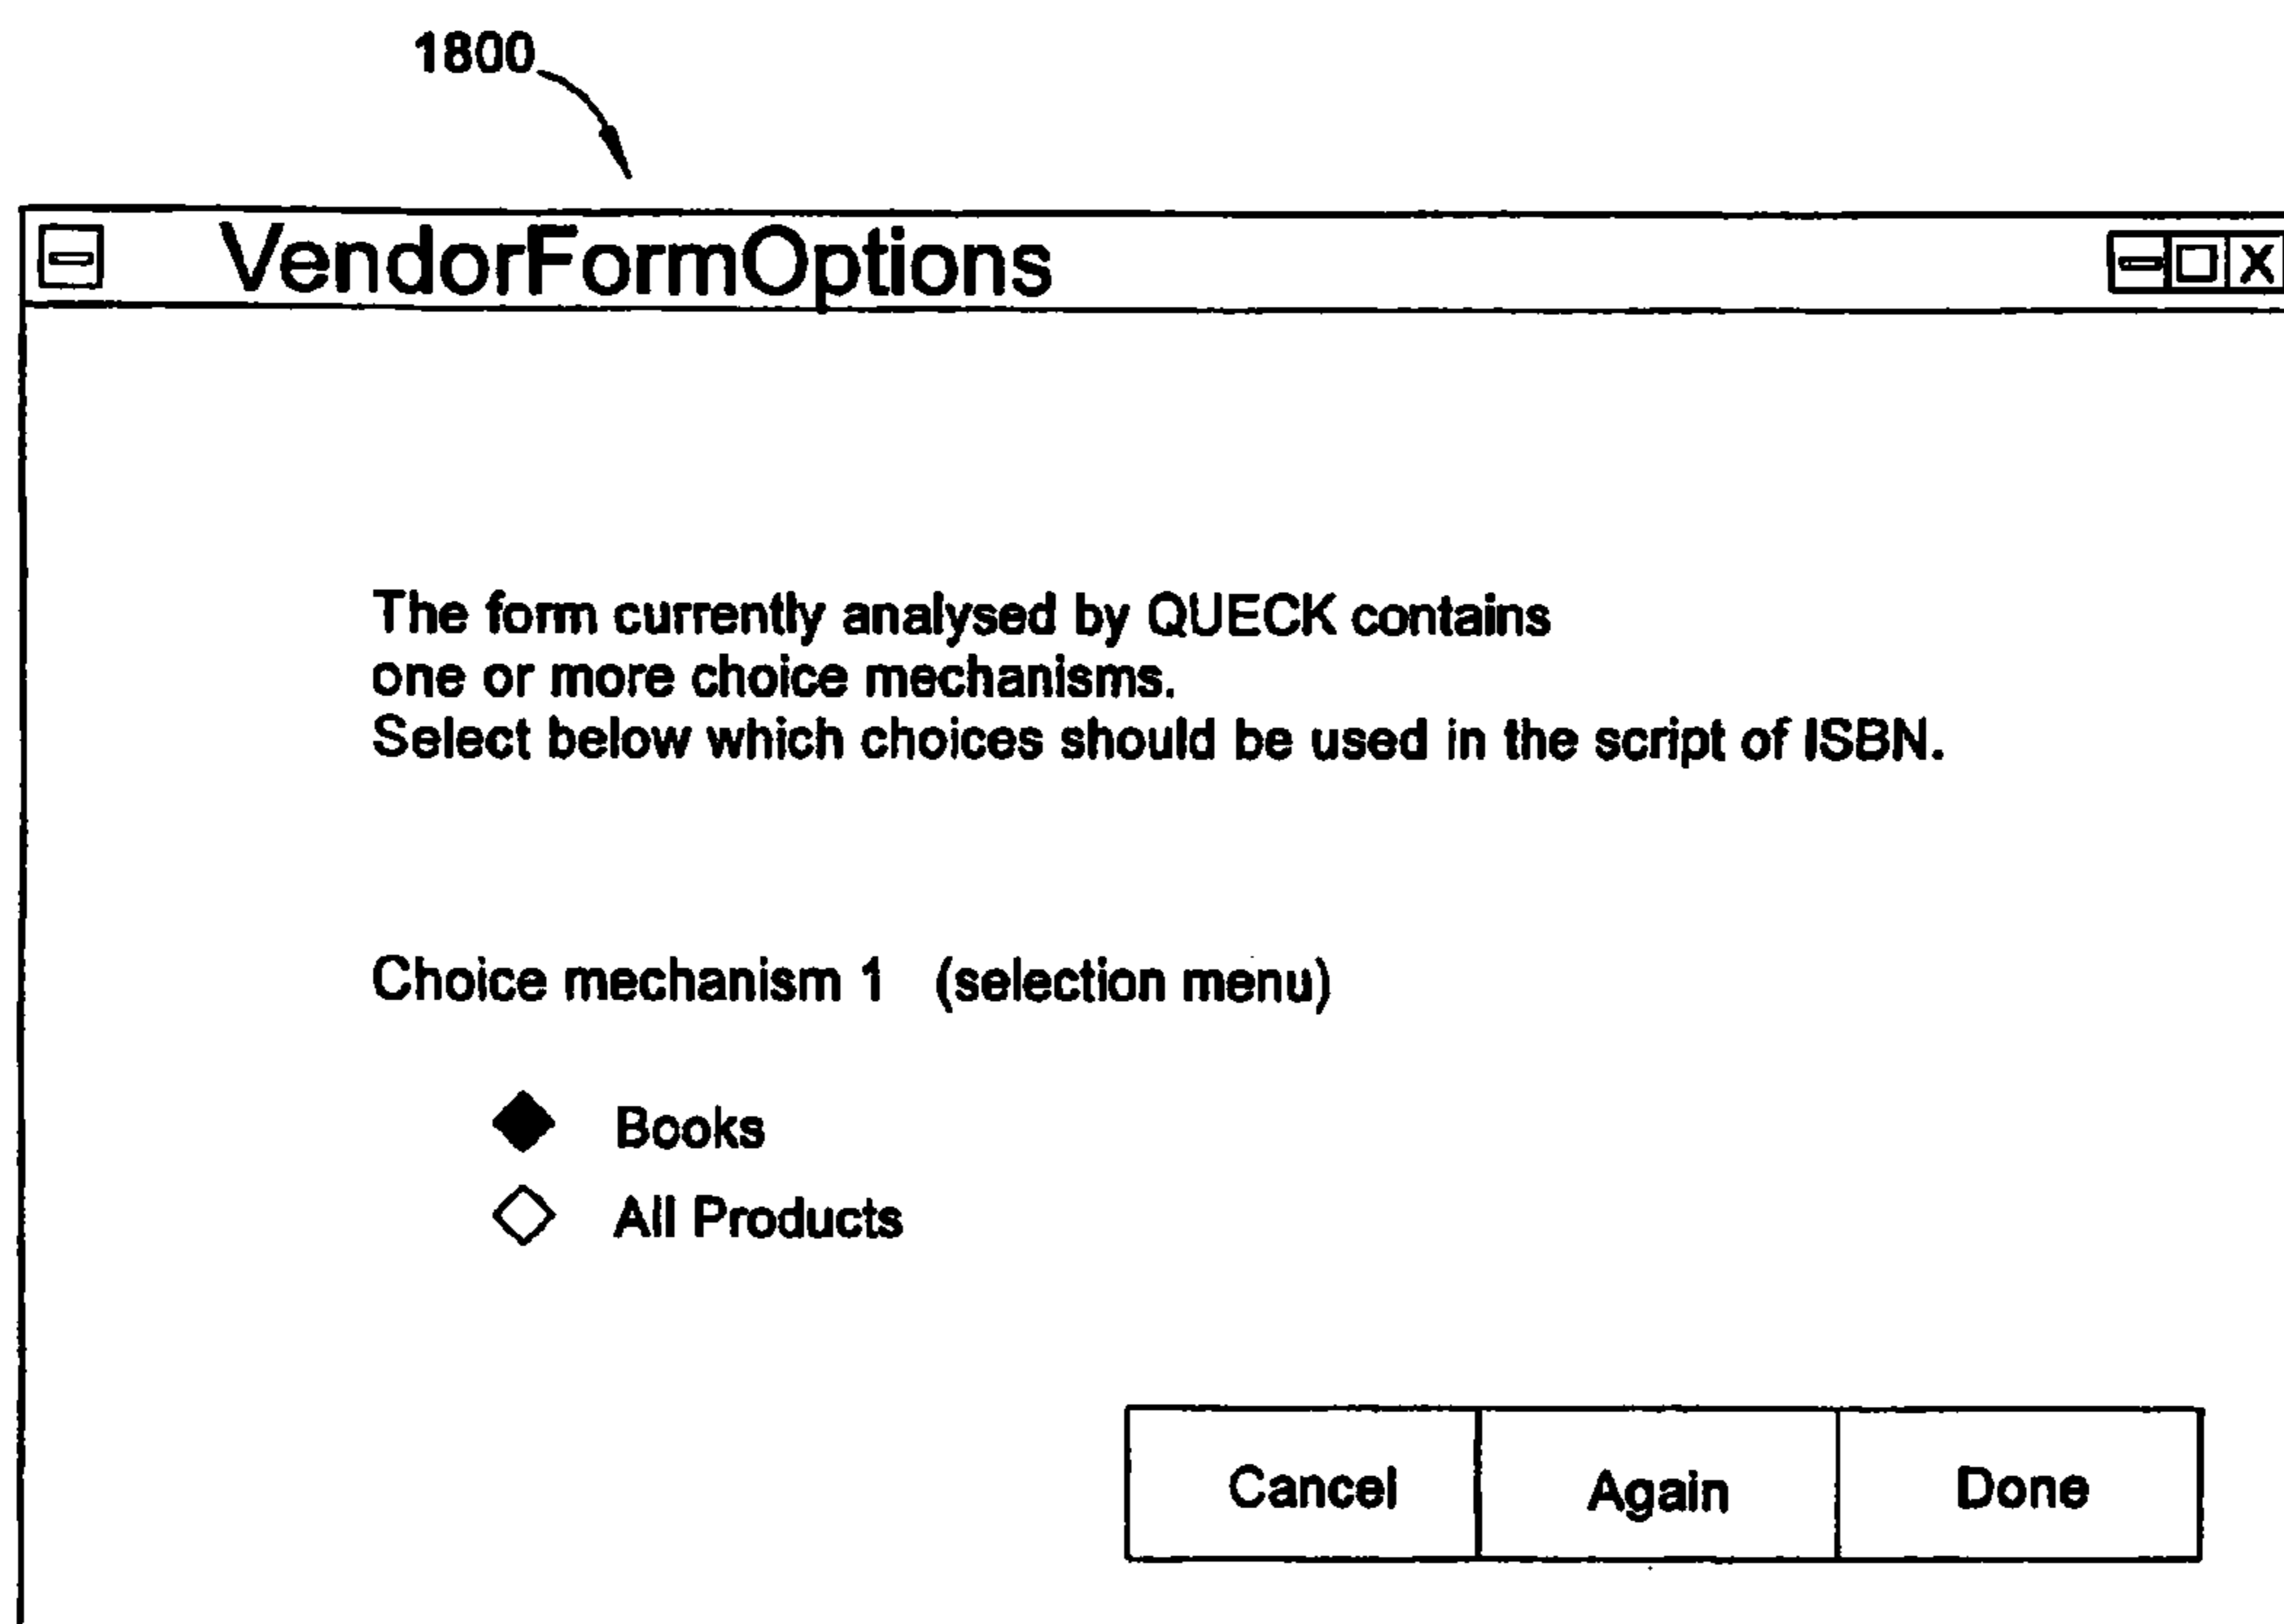 1800
VendorFormOptions
The form currently analysed by QUECK contains
one or more choice mechanisms.
Select below which choices should be used in the script of ISBN.
Choice mechanism 1 (selection menu)
Books
All Products
Cancel Again Done